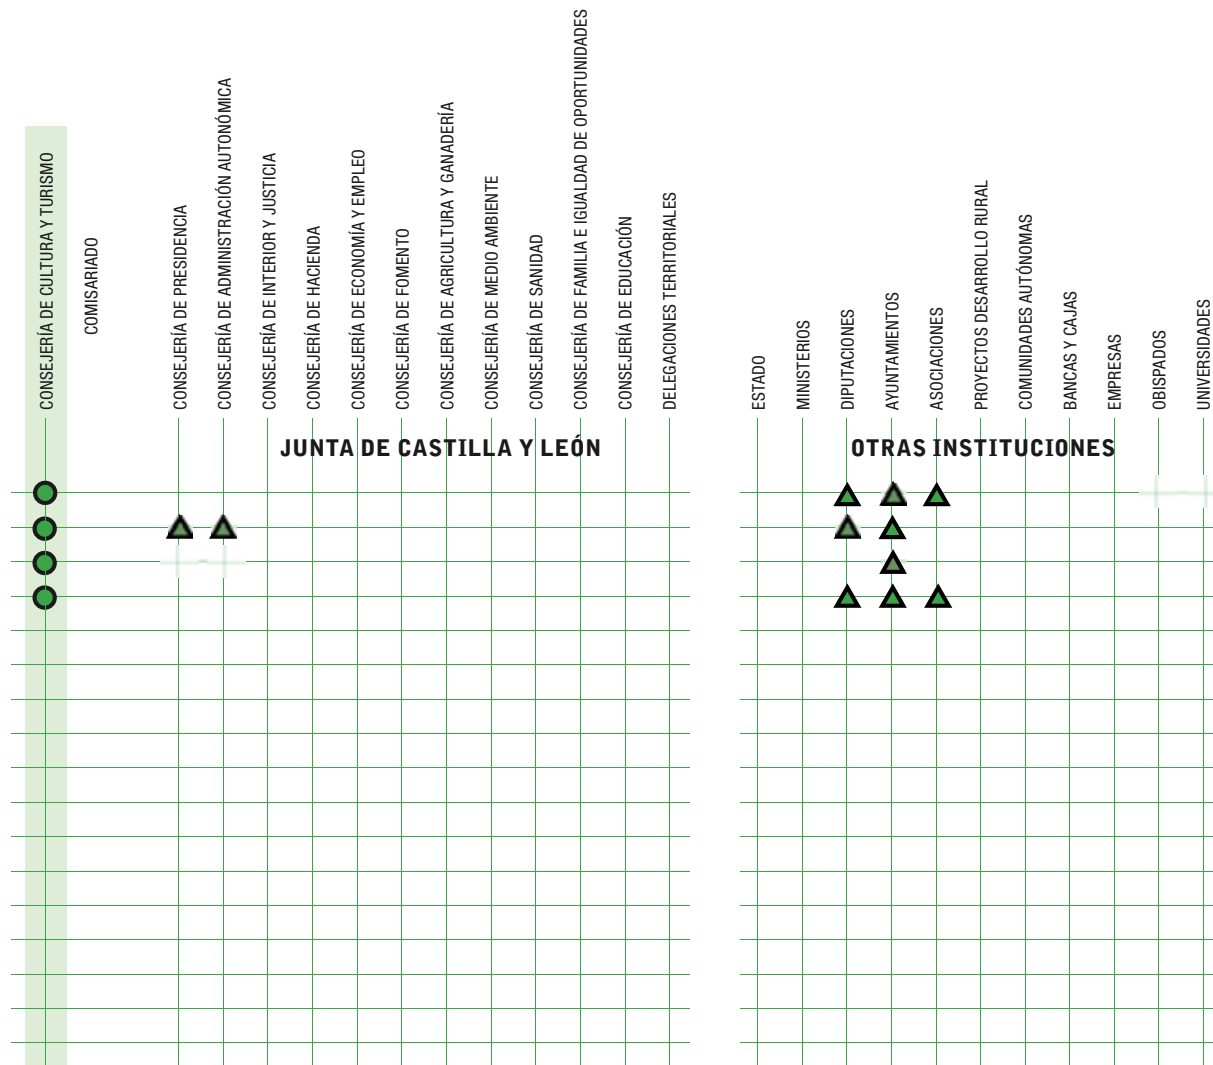 CONSEJERÍA DE CULTURA Y TURISMO
COMISARIADO
CONSEJERÍA DE PRESIDENCIA
CONSEJERÍA DE ADMINISTRACIÓN AUTONÓMICA
CONSEJERÍA DE INTERIOR Y JUSTICIA
CONSEJERÍA DE HACIENDA
CONSEJERÍA DE ECONOMÍA Y EMPLEO
CONSEJERÍA DE FOMENTO
CONSEJERÍA DE AGRICULTURA Y GANADERÍA
CONSEJERÍA DE MEDIO AMBIENTE
CONSEJERÍA DE SANIDAD
CONSEJERÍA DE FAMILIA E IGUALDAD DE OPORTUNIDADES
CONSEJERÍA DE EDUCACIÓN
DELEGACIONES TERRITORIALES
ESTADO
MINISTERIOS
DIPUTACIONES
AYUNTAMIENTOS
ASOCIACIONES
PROYECTOS DESARROLLO RURAL
COMUNIDADES AUTÓNOMAS
BANCAS Y CAJAS
EMPRESAS
OBISPADOS
UNIVERSIDADES
JUNTA DE CASTILLA Y LEÓN
OTRAS INSTITUCIONES